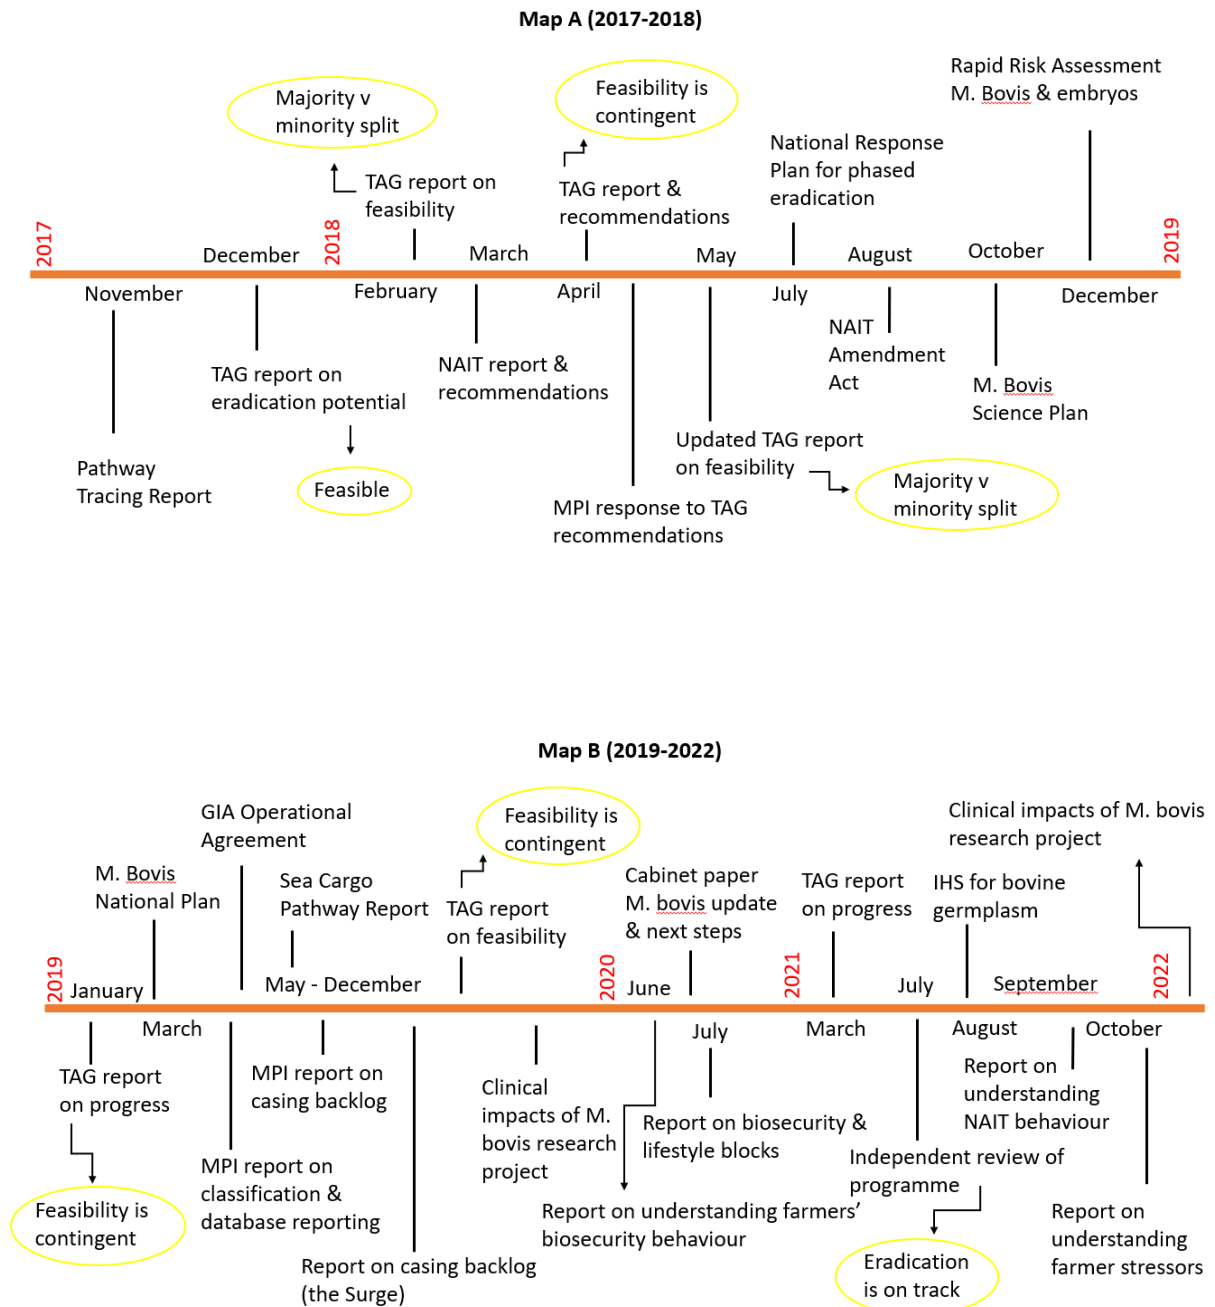 Map A (2017-2018)
Rapid Risk Assessment
M. Bovis & embryos
Majority v
minority split
Feasibility is
contingent
National Response
Plan for phased
eradication
TAG report on
feasibility
TAG report &
recommendations
2017
December
2018
March
May
August
October
2019
November
February
April
July
December
NAIT
Amendment
Act
TAG report on
eradication potential
NAIT report &
recommendations
M. Bovis
Science Plan
Updated TAG report
on feasibility
Pathway
Tracing Report
Feasible
Majority v
minority split
MPI response to TAG
recommendations
Map B (2019-2022)
GIA Operational
Agreement
Feasibility is
contingent
Clinical impacts of M. bovis
research project
M. Bovis
National Plan
Sea Cargo
Pathway Report
TAG report
on feasibility
Cabinet paper
M. bovis update
& next steps
TAG report
on progress
IHS for bovine
germplasm
2019
January
May - December
2020
June
2021
July
September
2022
March
July
March
August
October
TAG report
on progress
MPI report on
casing backlog
Clinical
impacts of M.
bovis research
project
Report on biosecurity &
lifestyle blocks
Report on
understanding
NAIT behaviour
MPI report on
classification &
database reporting
Independent review of
programme
Feasibility is
contingent
Report on understanding farmers’
biosecurity behaviour
Report on
understanding
farmer stressors
Report on casing backlog
(the Surge)
Eradication
is on track